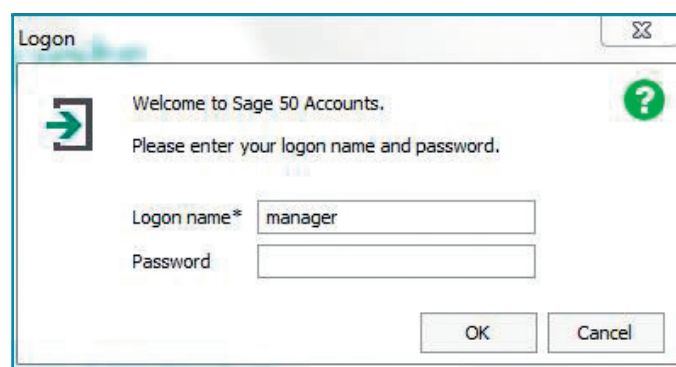 Logon
Welcome to Sage 50 Accounts.
Please enter your logon name and password.
Logon name* manager
Password
OK Cancel